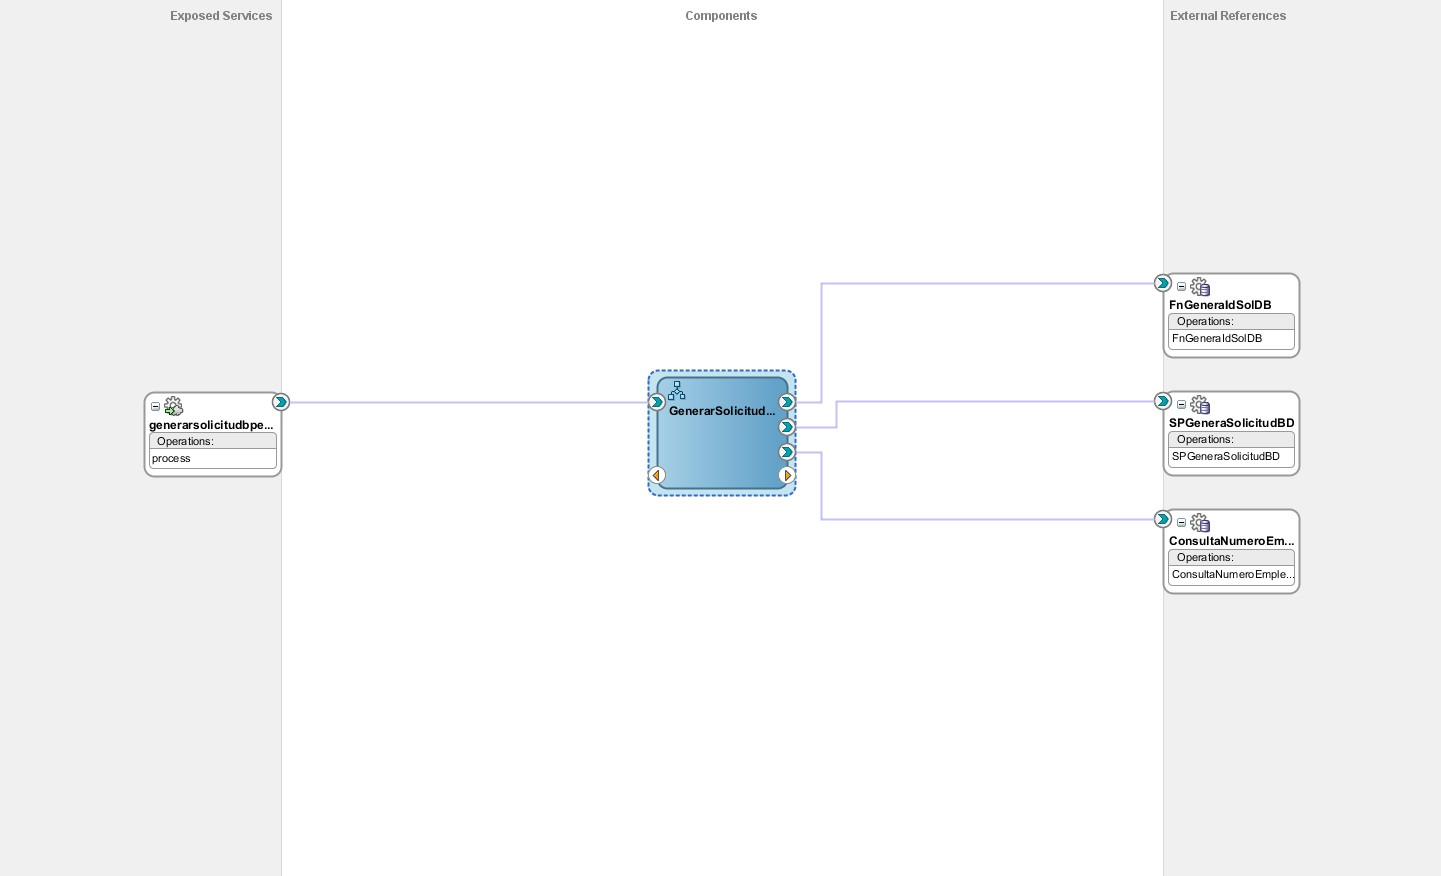 Exposed Services
Components
External References
generarsolicitudbpe...
Operations:
process
GenerarSolicitud...
FnGeneraIdSolDB
Operations:
FnGeneraIdSolDB
SPGeneraSolicitudBD
Operations:
SPGeneraSolicitudBD
ConsultaNumeroEm...
Operations:
ConsultaNumeroEmple...